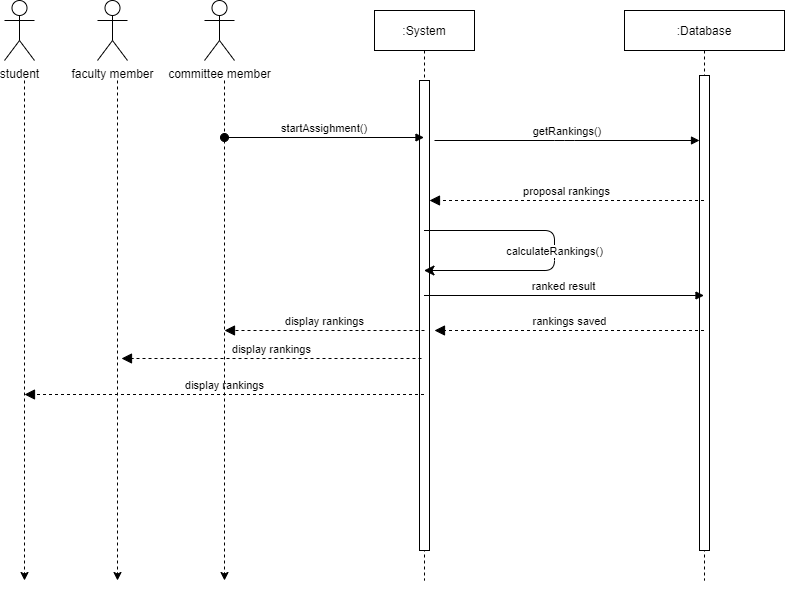 :System
:Database
student
faculty member
committee member
startAssighment()
getRankings()
proposal rankings
calculateRankings()
ranked result
display rankings
rankings saved
display rankings
display rankings